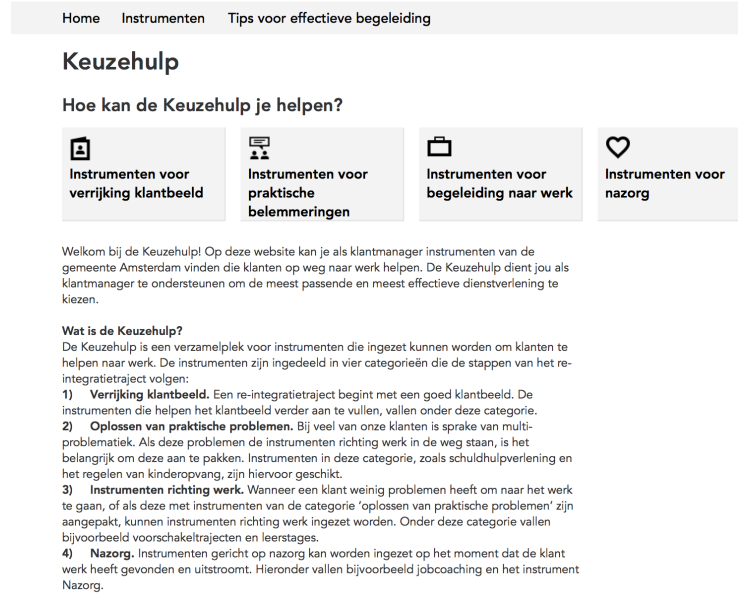 Home Instrumenten Tips voor effectieve begeleiding
Keuzehulp
Hoe kan de Keuzehulp je helpen?
Instrumenten voor
verrijking klantbeeld
Instrumenten voor
praktische
belemmeringen
Instrumenten voor
begeleiding naar werk
Instrumenten voor
nazorg
Welkom bij de Keuzehulp! Op deze website kan je als klantmanager instrumenten van de
gemeente Amsterdam vinden die klanten op weg naar werk helpen. De Keuzehulp dient jou als
klantmanager te ondersteunen om de meest passende en meest effectieve dienstverlening te
kiezen.
Wat is de Keuzehulp?
De Keuzehulp is een verzamelplek voor instrumenten die ingezet kunnen worden om klanten te
helpen naar werk. De instrumenten zijn ingedeeld in vier categorieën die de stappen van het re-
integratietraject volgen:
1) Verrijking klantbeeld. Een re-integratietraject begint met een goed klantbeeld. De
instrumenten die helpen het klantbeeld verder aan te vullen, vallen onder deze categorie.
2) Oplossen van praktische problemen. Bij veel van onze klanten is sprake van multi-
problematiek. Als deze problemen de instrumenten richting werk in de weg staan, is het
belangrijk om deze aan te pakken. Instrumenten in deze categorie, zoals schuldhulpverlening en
het regelen van kinderopvang, zijn hiervoor geschikt.
3) Instrumenten richting werk. Wanneer een klant weinig problemen heeft om naar het werk
te gaan, of als deze met instrumenten van de categorie ‘oplossen van praktische problemen’ zijn
aangepakt, kunnen instrumenten richting werk ingezet worden. Onder deze categorie vallen
bijvoorbeeld voorschakeltrajecten en leerstages.
4) Nazorg. Instrumenten gericht op nazorg kan worden ingezet op het moment dat de klant
werk heeft gevonden en uitstroomt. Hieronder vallen bijvoorbeeld jobcoaching en het instrument
Nazorg.